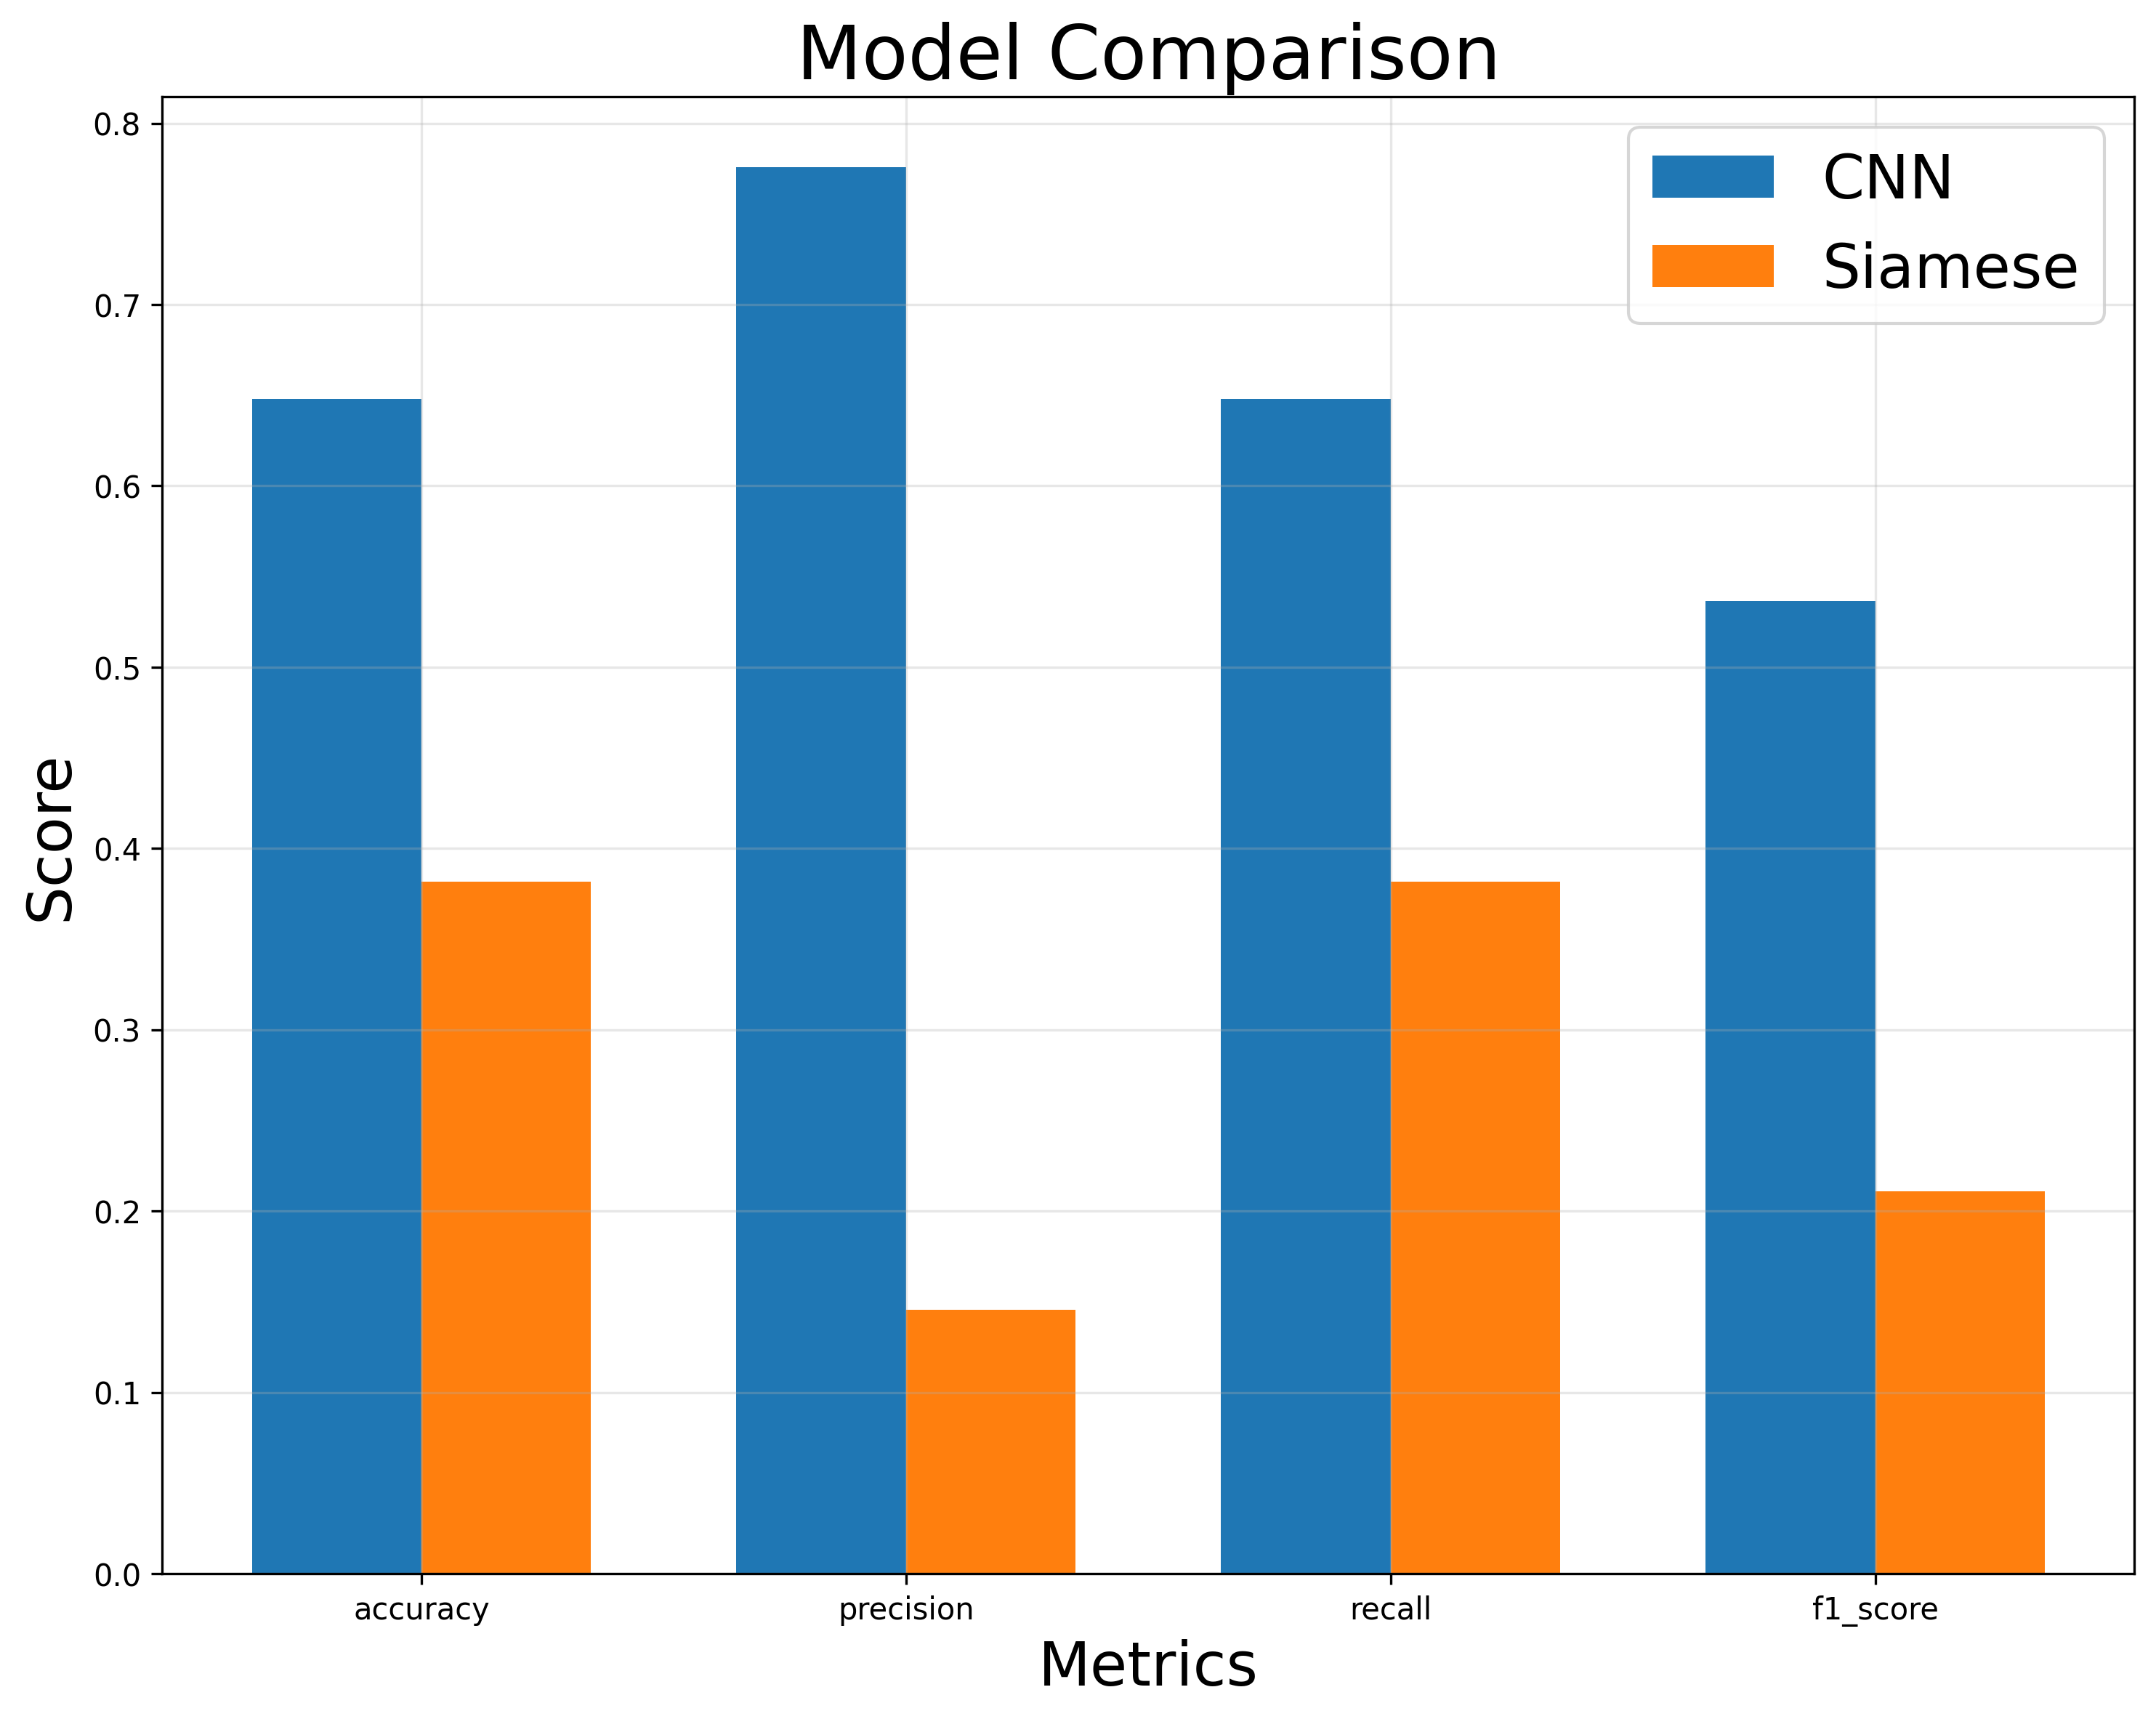 Model Comparison
CNN
Siamese
Score
0.8
0.7
0.6
0.5
0.4
0.3
0.2
0.1
0.0
accuracy precision recall f1_score
Metrics